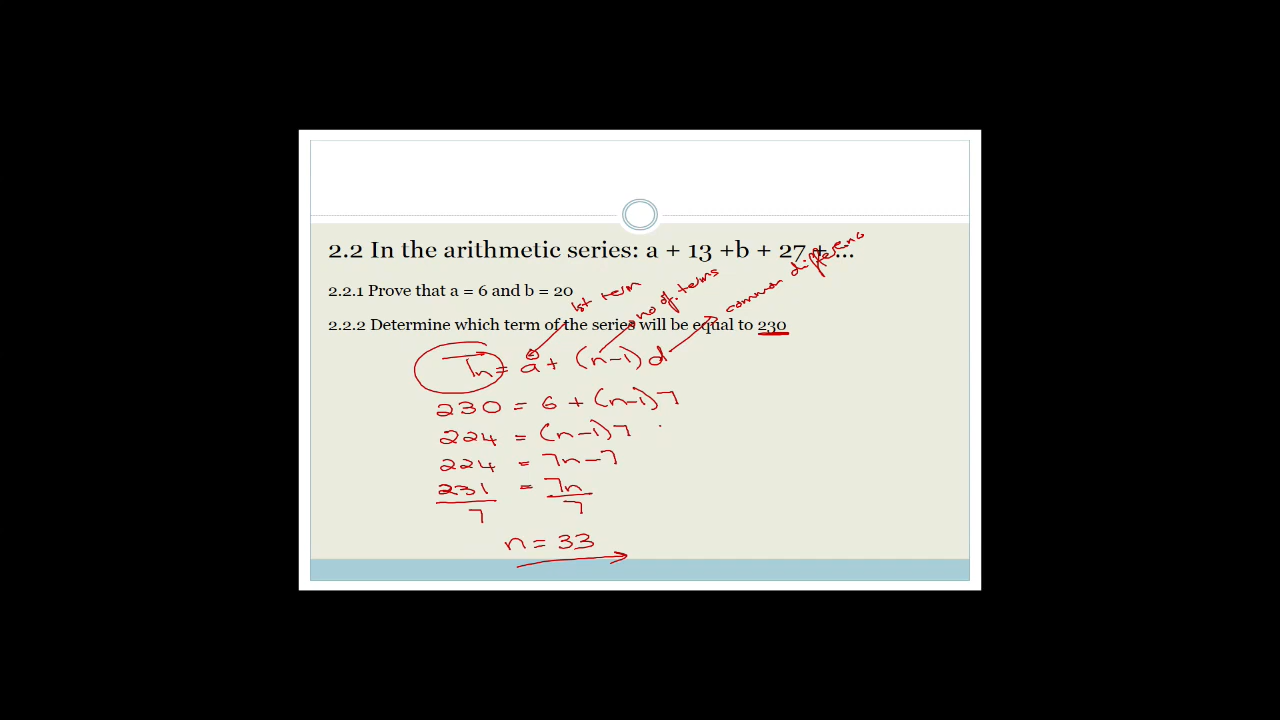 2.2 In the arithmetic series: a + 13 +b + 27 + ...
common difference
2.2.1 Prove that a = 6 and b = 20
1st term
no of. terms
2.2.2 Determine which term of the series will be equal to 230
Tn = a + (n-1) d
230 = 6 + (n-1)7
224 = (n-1)7
224 = 7n-7
231 = 7n
7 7
n = 33